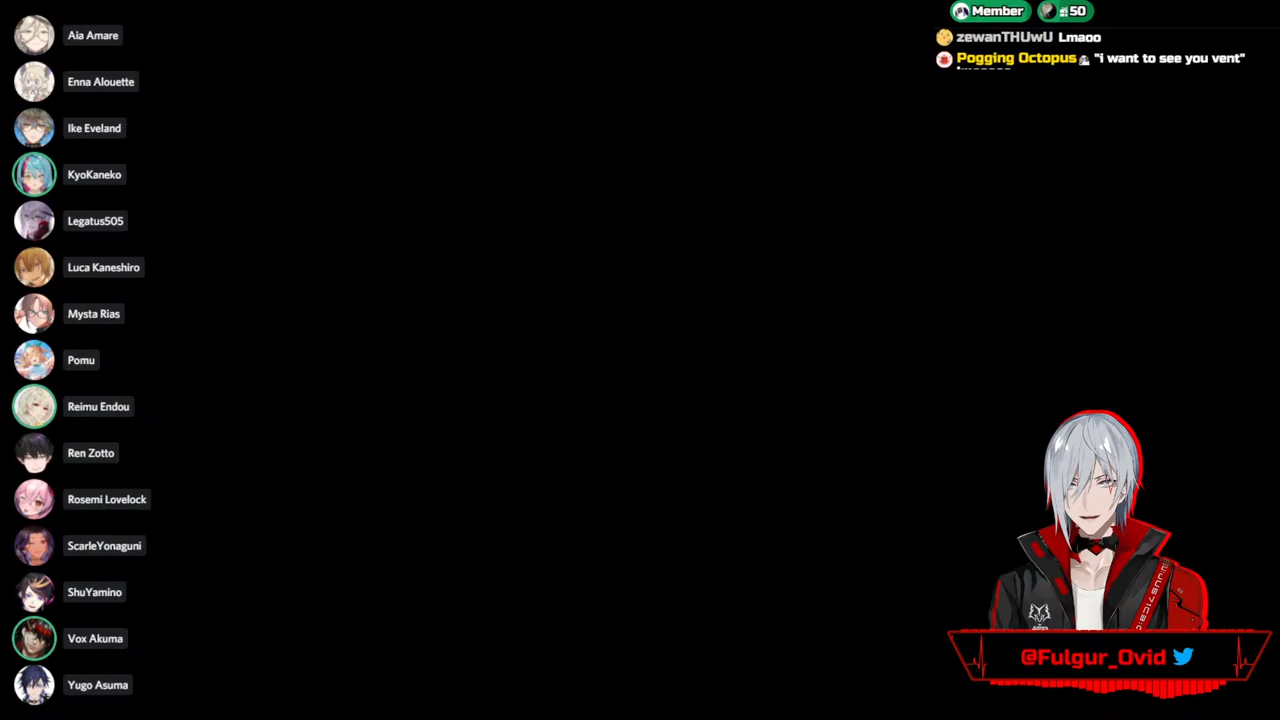 Aia Amare
Enna Alouette
Ike Eveland
KyoKaneko
Legatus505
Luca Kaneshiro
Mysta Rias
Pomu
Reimu Endou
Ren Zotto
Rosemi Lovelock
ScarleYonaguni
ShuYamino
Vox Akuma
Yugo Asuma
Member
50
zewanTHUwU Lmaoo
Pogging Octopus "i want to see you vent"
@Fulgur_Ovid